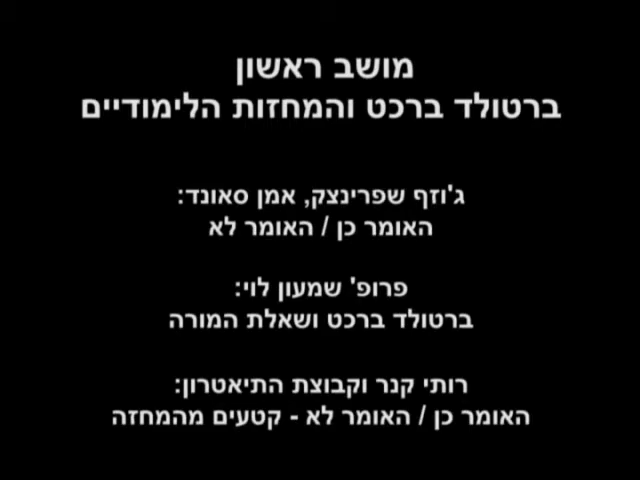 מושב ראשון
ברטולד ברכט והמחזות הלימודיים
ג'וזף שפרינצק, אמן סאונד:
האומר כן / האומר לא
פרופ' שמעון לוי:
ברטולד ברכט ושאלת המורה
רותי קנר וקבוצת התיאטרון:
האומר כן / האומר לא - קטעים מהמחזה